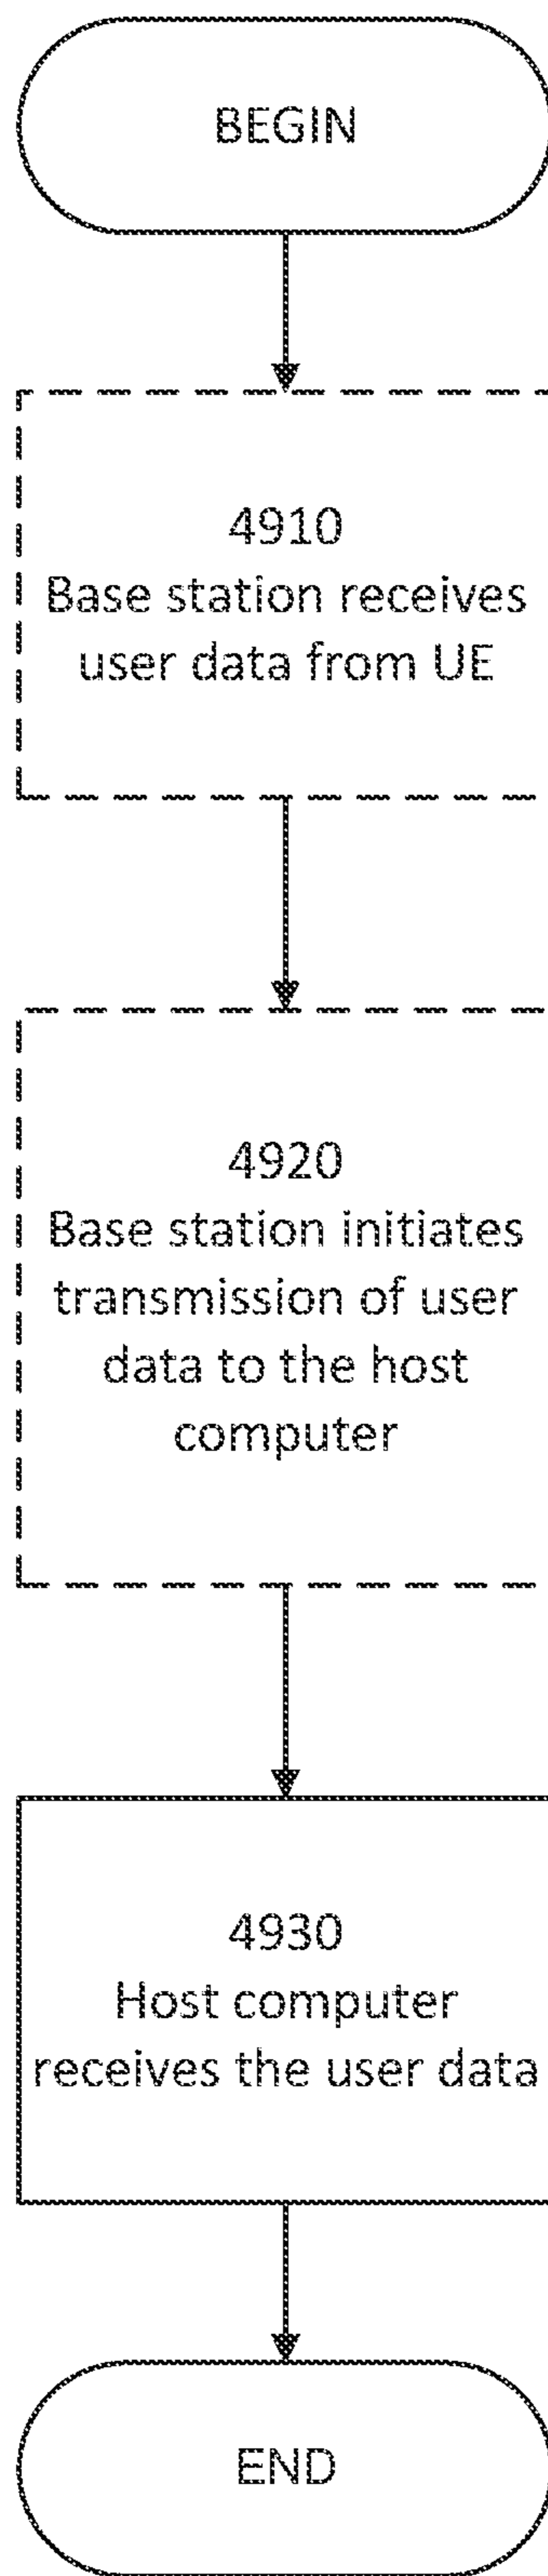 BEGIN
4910
Base station receives
user data from UE
4920
Base station initiates
transmission of user
data to the host
computer
4930
Host computer
receives the user data
END